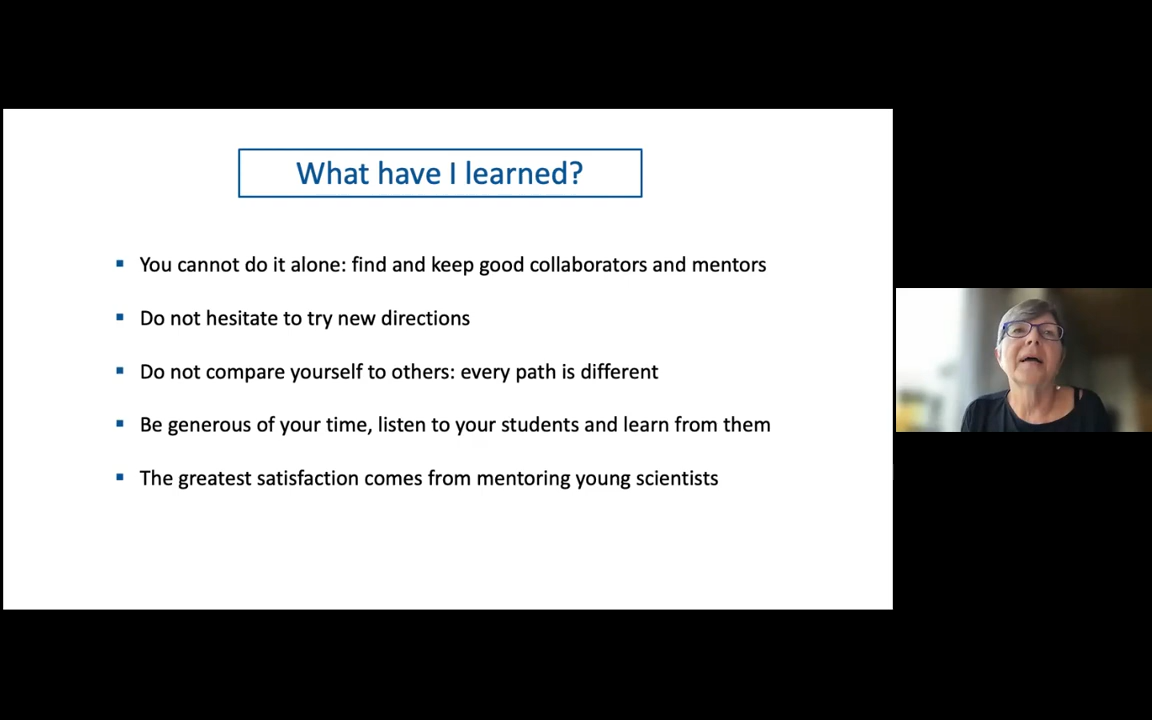 What have I learned?
▪ You cannot do it alone: find and keep good collaborators and mentors
▪ Do not hesitate to try new directions
▪ Do not compare yourself to others: every path is different
▪ Be generous of your time, listen to your students and learn from them
▪ The greatest satisfaction comes from mentoring young scientists